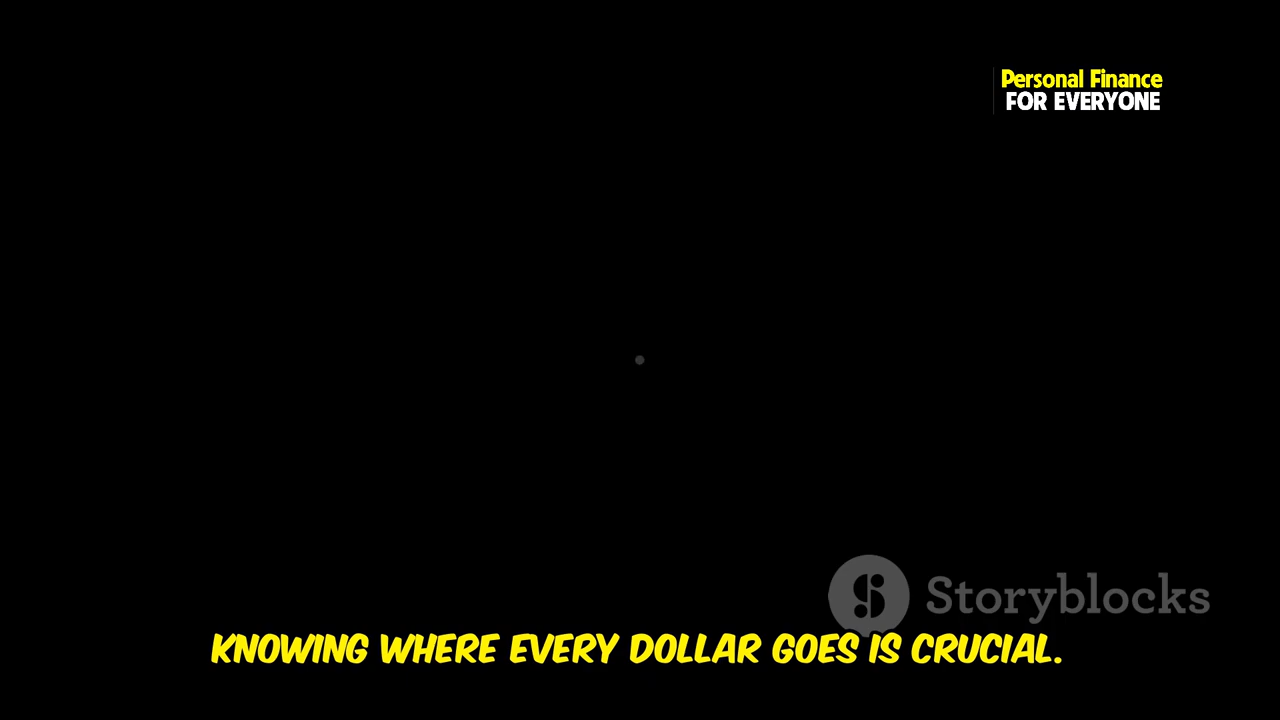 Personal Finance
FOR EVERYONE
Storyblocks
KNOWING WHERE EVERY DOLLAR GOES IS CRUCIAL.